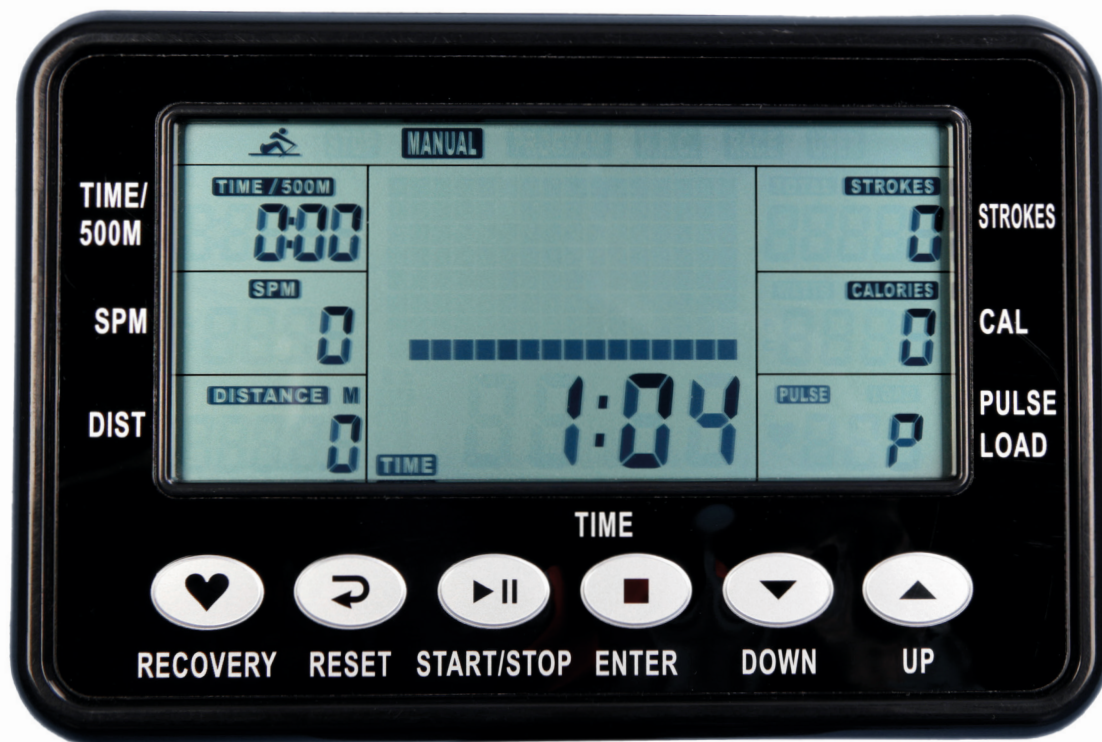 MANUAL
TIME/
500M
TIME / 500M
0:00
STROKES
0
STROKES
SPM
SPM
0
CALORIES
0
CAL
DIST
DISTANCE M
0
TIME
1:04
PULSE
P
PULSE
LOAD
TIME
RECOVERY
RESET
START/STOP
ENTER
DOWN
UP